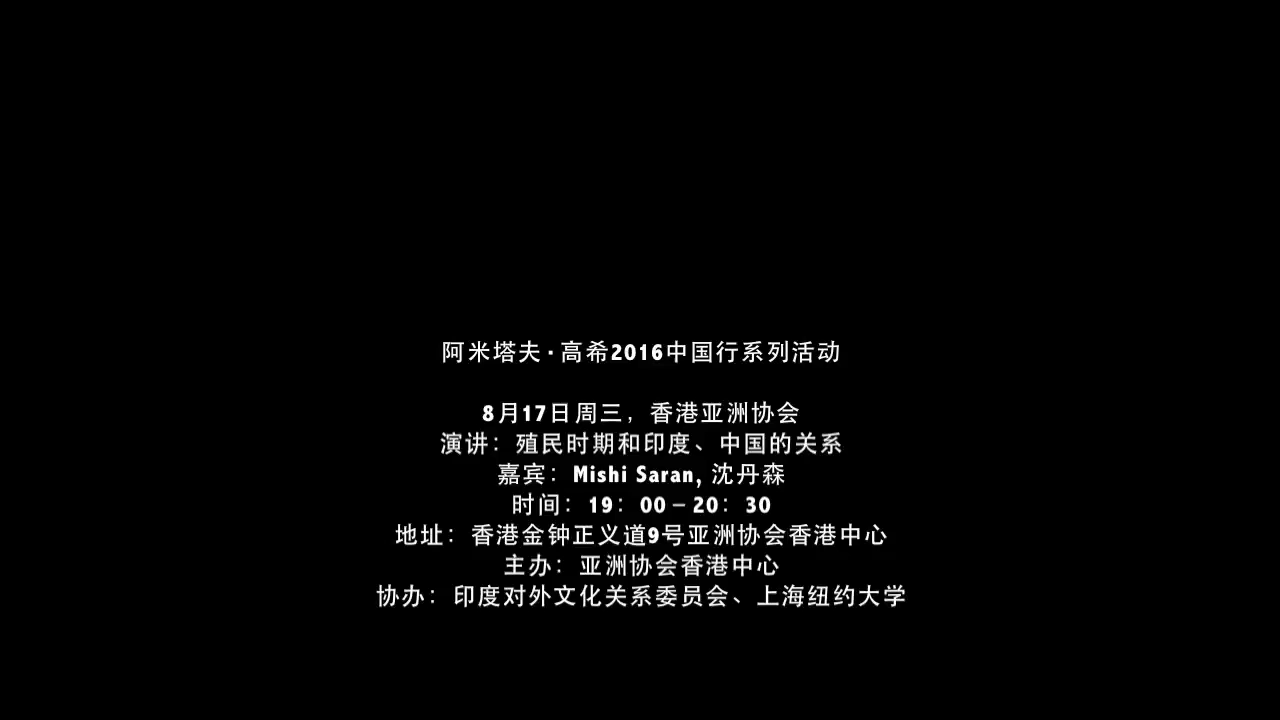 阿米塔夫·高希2016中国行系列活动
8月17日周三，香港亚洲协会
演讲：殖民时期和印度、中国的关系
嘉宾：Mishi Saran, 沈丹森
时间：19：00－20：30
地址：香港金钟正义道9号亚洲协会香港中心
主办：亚洲协会香港中心
协办：印度对外文化关系委员会、上海纽约大学